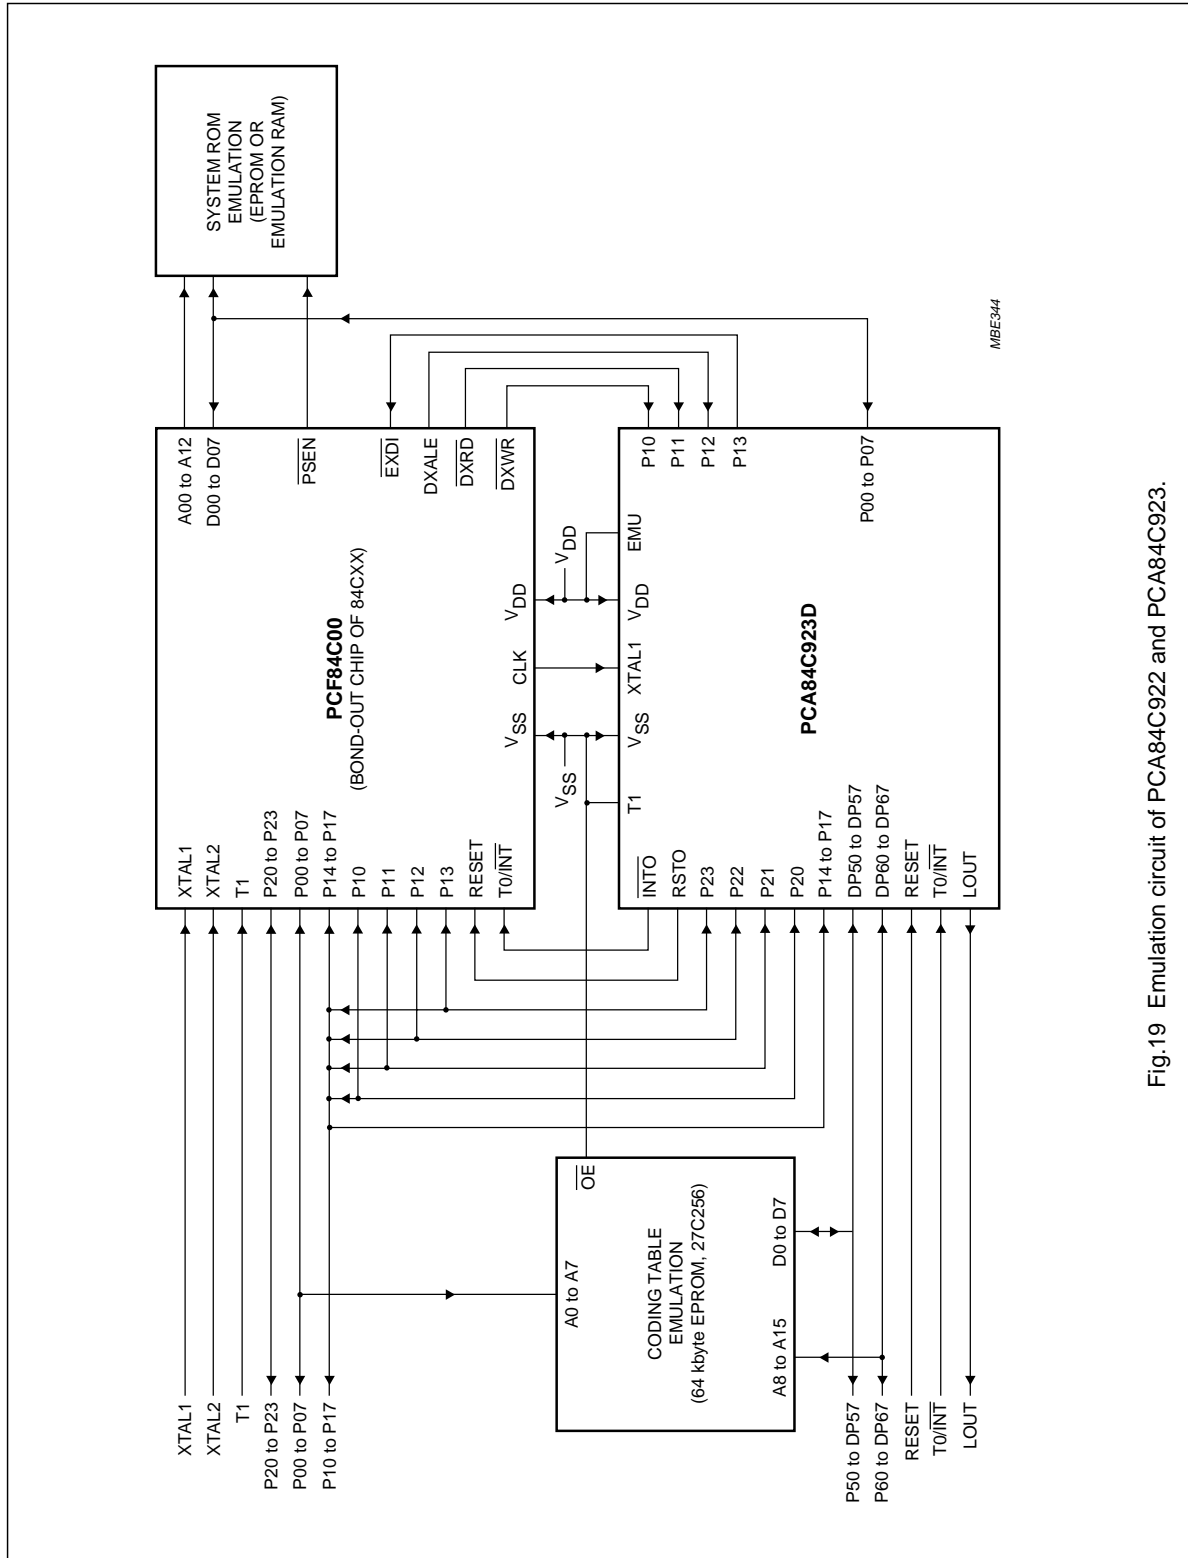 SYSTEM ROM
EMULATION
(EPROM OR
EMULATION RAM)
A00 to A12
D00 to D07
PSEN
EXDI
DXALE
DXRD
DXWR
PCF84C00
(BOND-OUT CHIP OF 84CXX)
VSS
CLK
VDD
XTAL1
XTAL2
T1
P20 to P23
P00 to P07
P14 to P17
P10
P11
P12
P13
RESET
T0/INT
VSS
VDD
P10
P11
P12
P13
P00 to P07
T1
VSS
XTAL1
VDD
EMU
PCA84C923D
INTO
RSTO
P23
P22
P21
P20
P14 to P17
DP50 to DP57
DP60 to DP67
RESET
T0/INT
LOUT
OE
A0 to A7
CODING TABLE
EMULATION
(64 kbyte EPROM, 27C256)
A8 to A15
D0 to D7
XTAL1
XTAL2
T1
P20 to P23
P00 to P07
P10 to P17
P50 to DP57
P60 to DP67
RESET
T0/INT
LOUT
MBE344
Fig.19 Emulation circuit of PCA84C922 and PCA84C923.